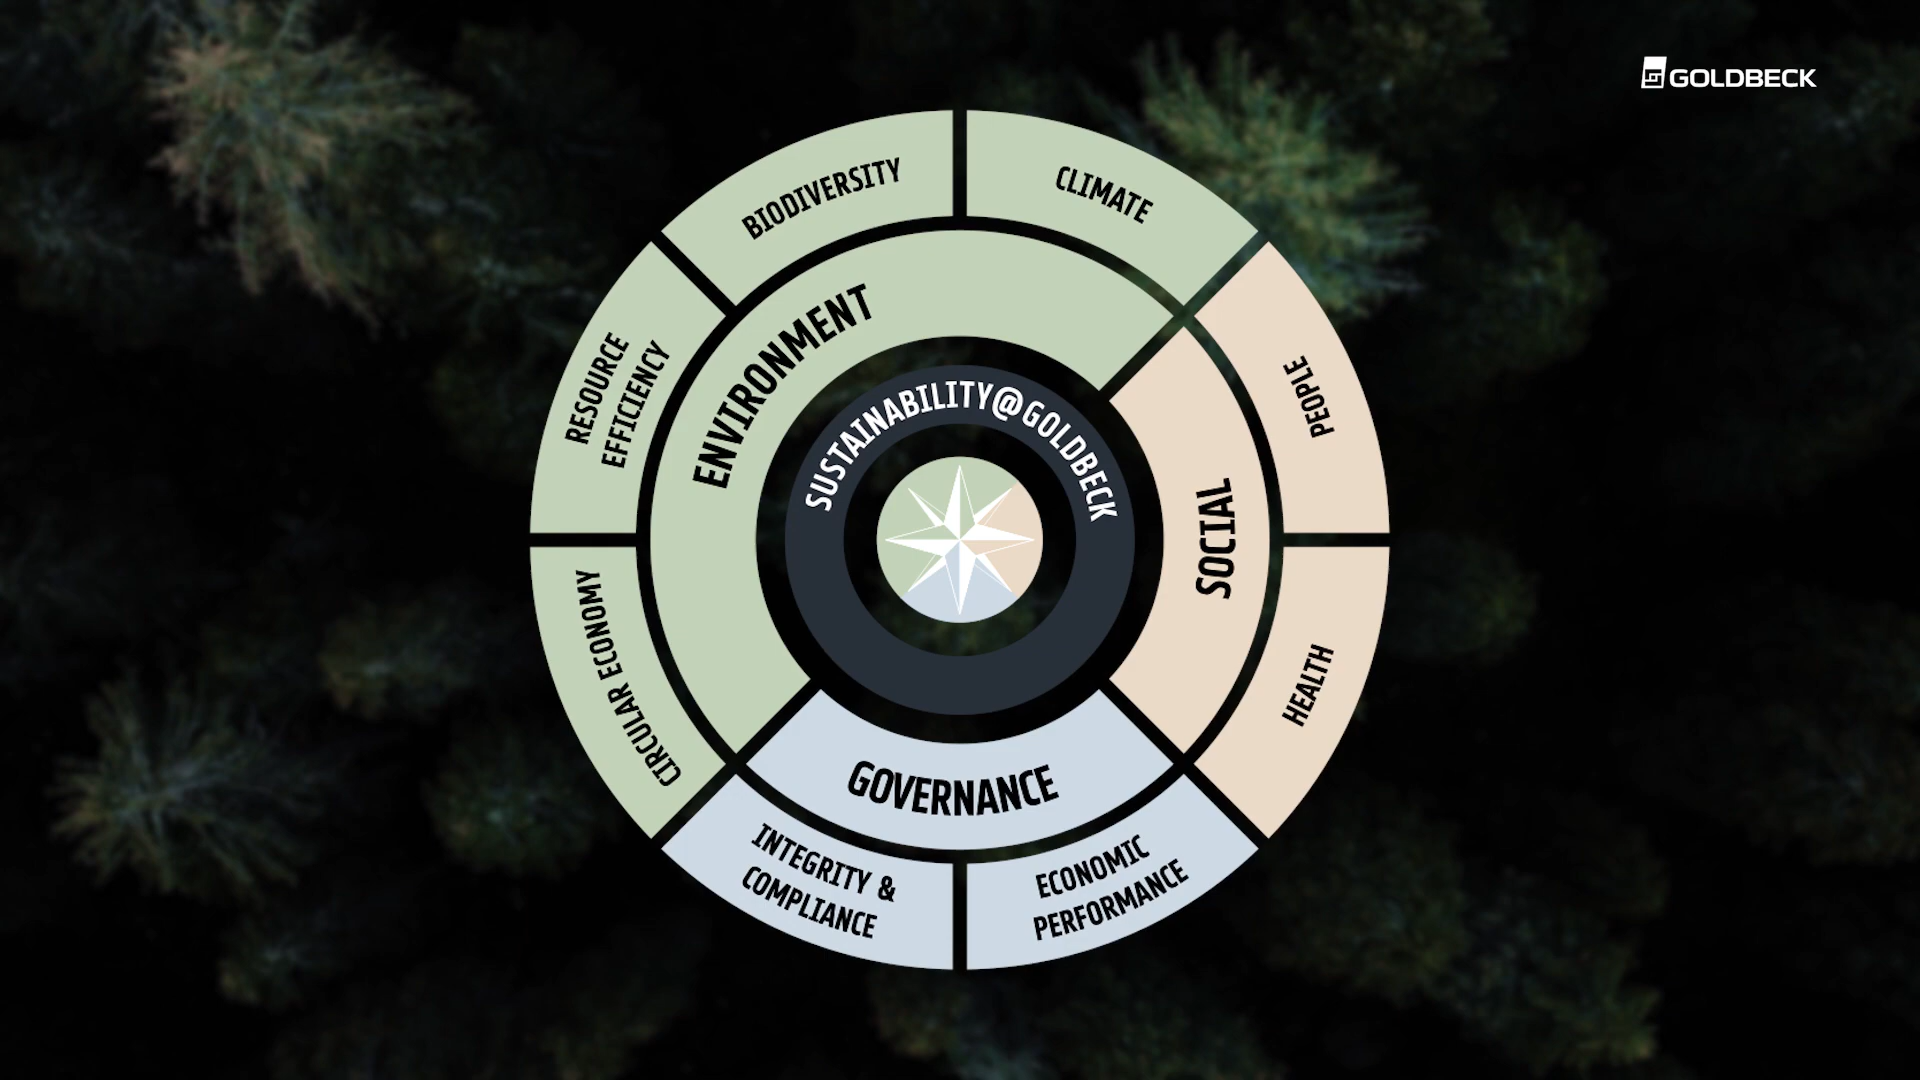 GOLDBECK
BIODIVERSITY
CLIMATE
RESOURCE
EFFICIENCY
ENVIRONMENT
PEOPLE
SUSTAINABILITY@GOLDBECK
SOCIAL
CIRCULAR ECONOMY
HEALTH
GOVERNANCE
INTEGRITY &
COMPLIANCE
ECONOMIC
PERFORMANCE